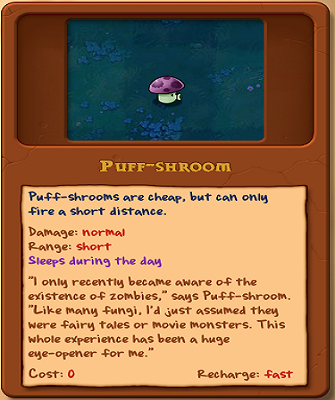 Puff-shroom
Puff-shrooms are cheap, but can only
fire a short distance.
Damage: normal
Range: short
Sleeps during the day
"I only recently became aware of the
existence of zombies," says Puff-shroom.
"Like many fungi, I'd just assumed they
were fairy tales or movie monsters. This
whole experience has been a huge
eye-opener for me."
Cost: 0 Recharge: fast